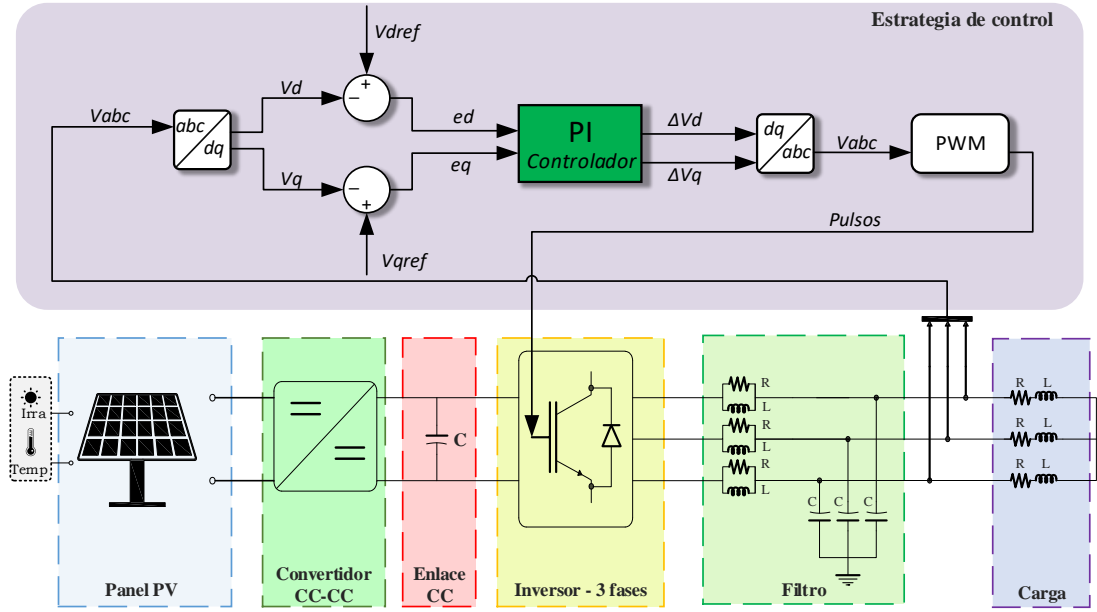 Estrategia de control
Vdref
+
−
Vd
Vabc
abc
dq
ed
PI
Controlador
ΔVd
dq
abc
Vabc
PWM
Vq
−
+
eq
ΔVq
Vqref
Pulsos
Irra
Temp
C
R
L
R
L
R
L
C
C
C
R
L
R
L
R
L
Panel PV
Convertidor
CC-CC
Enlace
CC
Inversor - 3 fases
Filtro
Carga